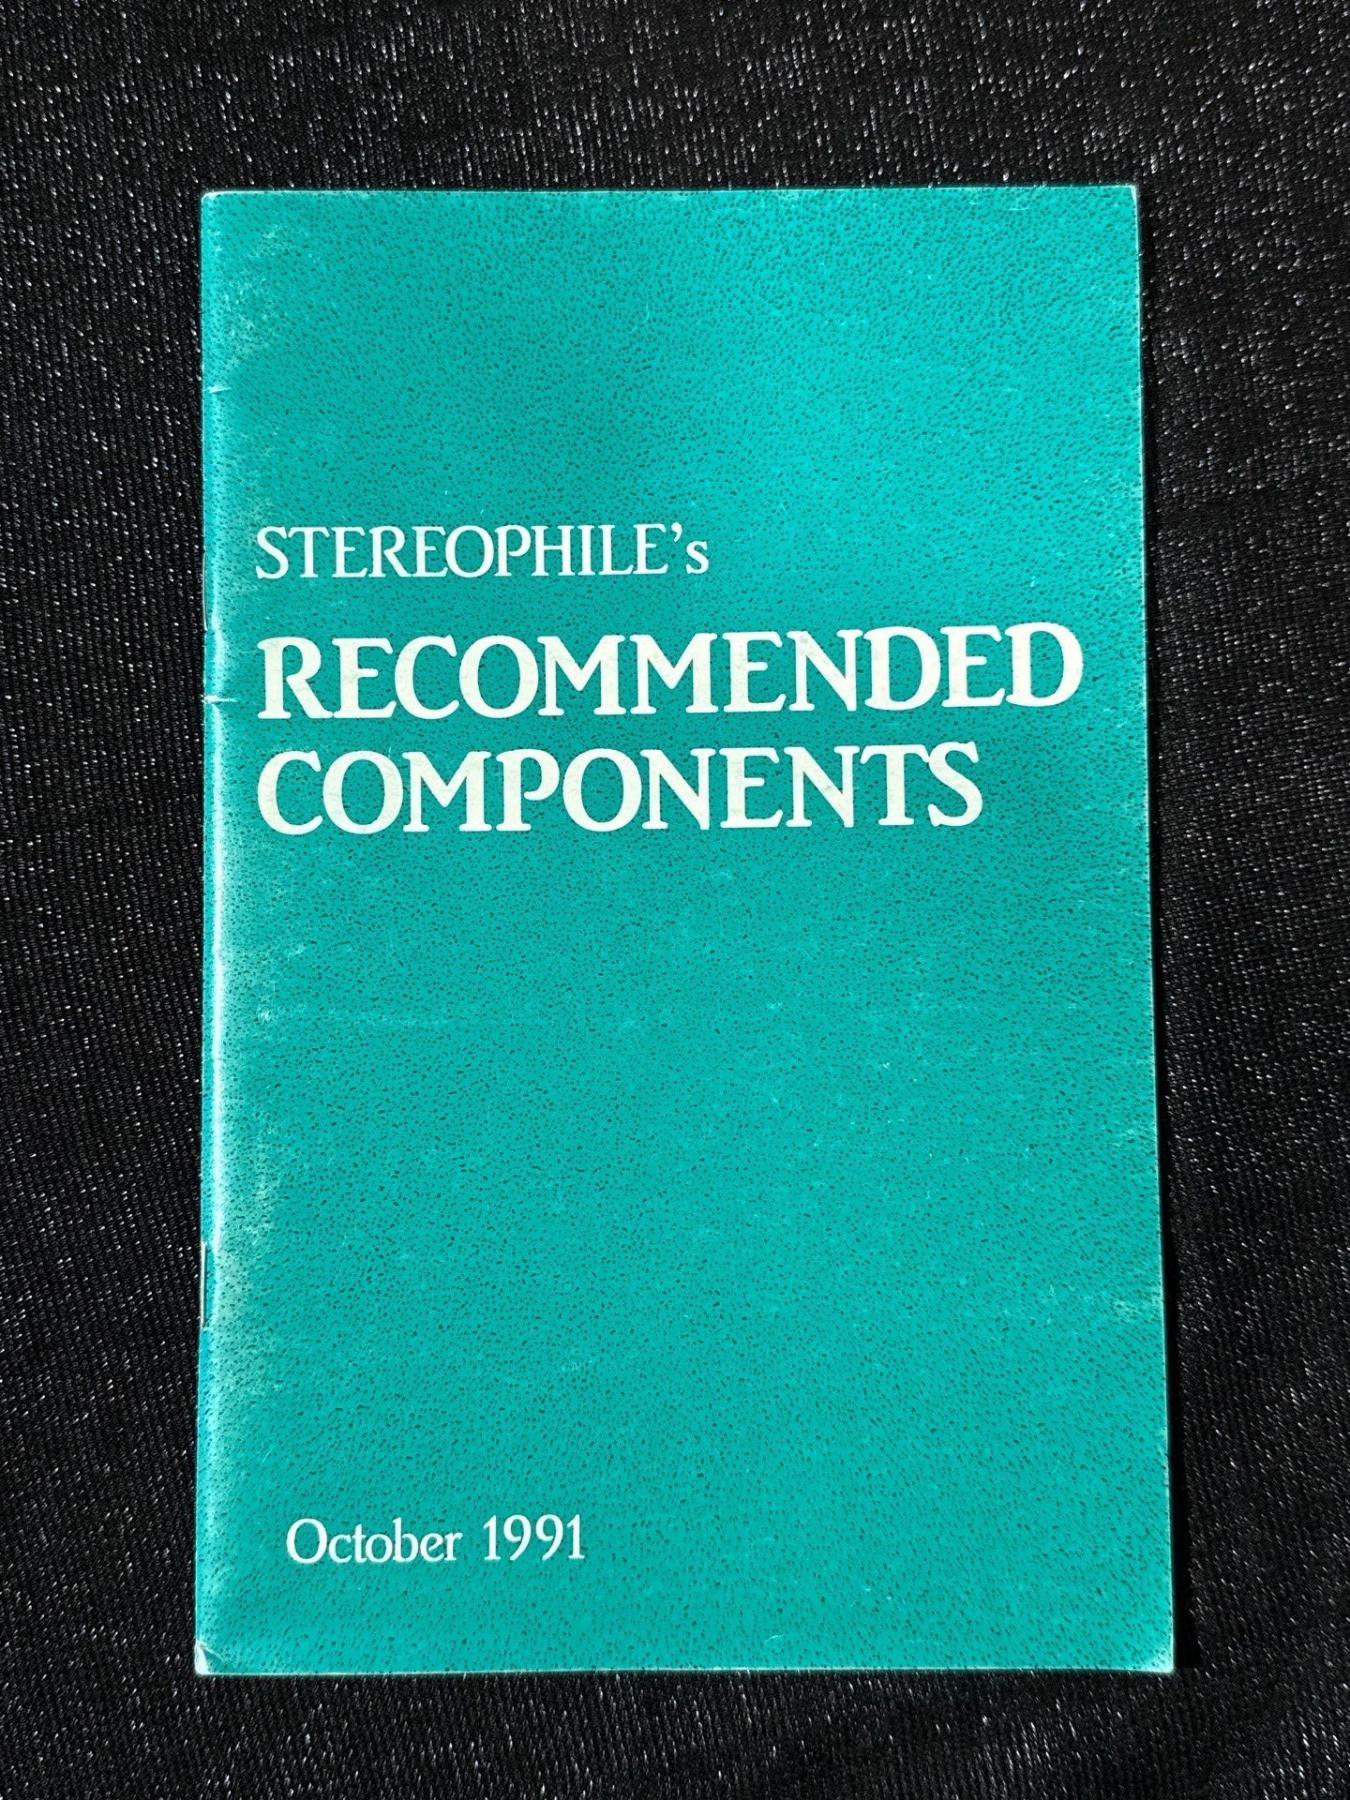 STEREOPHILE's
RECOMMENDED
COMPONENTS
October 1991